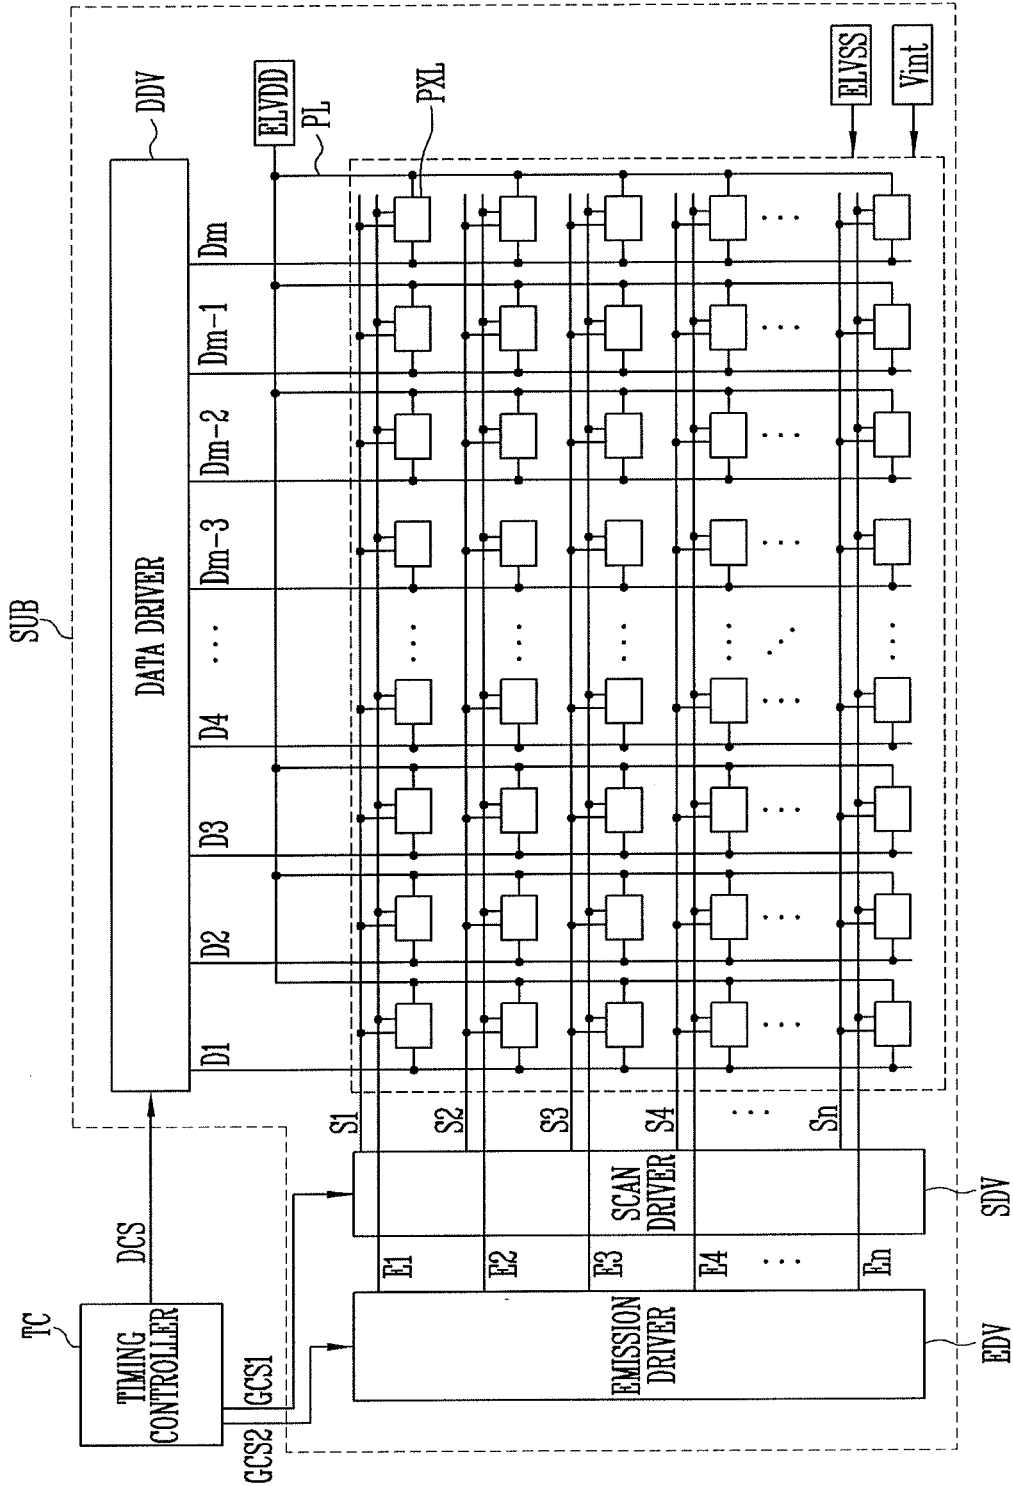 SUB
DATA DRIVER
DDV
TIMING
CONTROLLER
TC
DCS
GCS1
GCS2
D1
D2
D3
D4
...
Dm-3
Dm-2
Dm-1
Dm
ELVDD
PL
PXL
ELVSS
Vint
S1
S2
S3
S4
...
Sn
SCAN
DRIVER
SDV
E1
E2
E3
E4
...
En
EMISSION
DRIVER
EDV